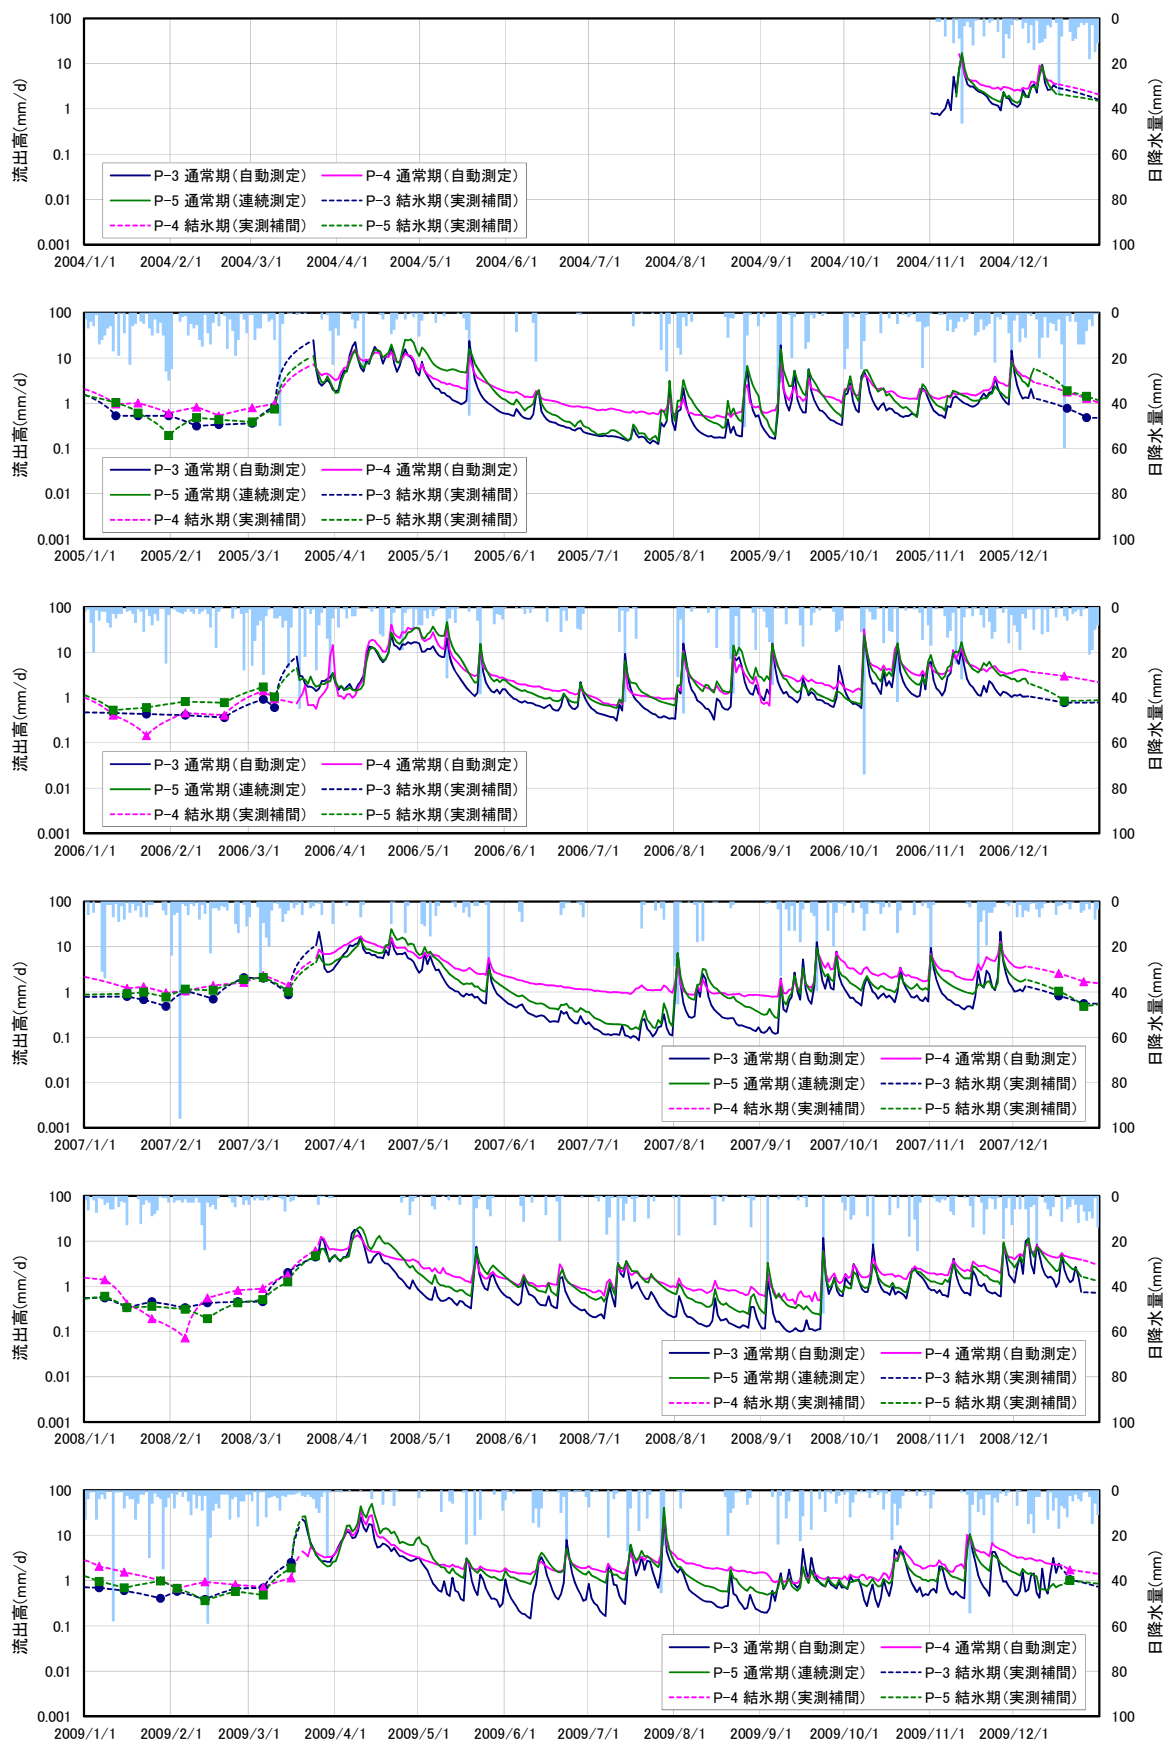 100
10
1
0.1
0.01
0.001
流出高(mm/d)
0
20
40
60
80
100
日降水量(mm)
P-3 通常期(自動測定) P-4 通常期(自動測定)
P-5 通常期(連続測定) P-3 結氷期(実測補間)
P-4 結氷期(実測補間) P-5 結氷期(実測補間)
2004/1/1 2004/2/1 2004/3/1 2004/4/1 2004/5/1 2004/6/1 2004/7/1 2004/8/1 2004/9/1 2004/10/1 2004/11/1 2004/12/1
100
10
1
0.1
0.01
0.001
流出高(mm/d)
0
20
40
60
80
100
日降水量(mm)
P-3 通常期(自動測定) P-4 通常期(自動測定)
P-5 通常期(連続測定) P-3 結氷期(実測補間)
P-4 結氷期(実測補間) P-5 結氷期(実測補間)
2005/1/1 2005/2/1 2005/3/1 2005/4/1 2005/5/1 2005/6/1 2005/7/1 2005/8/1 2005/9/1 2005/10/1 2005/11/1 2005/12/1
100
10
1
0.1
0.01
0.001
流出高(mm/d)
0
20
40
60
80
100
日降水量(mm)
P-3 通常期(自動測定) P-4 通常期(自動測定)
P-5 通常期(連続測定) P-3 結氷期(実測補間)
P-4 結氷期(実測補間) P-5 結氷期(実測補間)
2006/1/1 2006/2/1 2006/3/1 2006/4/1 2006/5/1 2006/6/1 2006/7/1 2006/8/1 2006/9/1 2006/10/1 2006/11/1 2006/12/1
100
10
1
0.1
0.01
0.001
流出高(mm/d)
0
20
40
60
80
100
日降水量(mm)
P-3 通常期(自動測定) P-4 通常期(自動測定)
P-5 通常期(連続測定) P-3 結氷期(実測補間)
P-4 結氷期(実測補間) P-5 結氷期(実測補間)
2007/1/1 2007/2/1 2007/3/1 2007/4/1 2007/5/1 2007/6/1 2007/7/1 2007/8/1 2007/9/1 2007/10/1 2007/11/1 2007/12/1
100
10
1
0.1
0.01
0.001
流出高(mm/d)
0
20
40
60
80
100
日降水量(mm)
P-3 通常期(自動測定) P-4 通常期(自動測定)
P-5 通常期(連続測定) P-3 結氷期(実測補間)
P-4 結氷期(実測補間) P-5 結氷期(実測補間)
2008/1/1 2008/2/1 2008/3/1 2008/4/1 2008/5/1 2008/6/1 2008/7/1 2008/8/1 2008/9/1 2008/10/1 2008/11/1 2008/12/1
100
10
1
0.1
0.01
0.001
流出高(mm/d)
0
20
40
60
80
100
日降水量(mm)
P-3 通常期(自動測定) P-4 通常期(自動測定)
P-5 通常期(連続測定) P-3 結氷期(実測補間)
P-4 結氷期(実測補間) P-5 結氷期(実測補間)
2009/1/1 2009/2/1 2009/3/1 2009/4/1 2009/5/1 2009/6/1 2009/7/1 2009/8/1 2009/9/1 2009/10/1 2009/11/1 2009/12/1